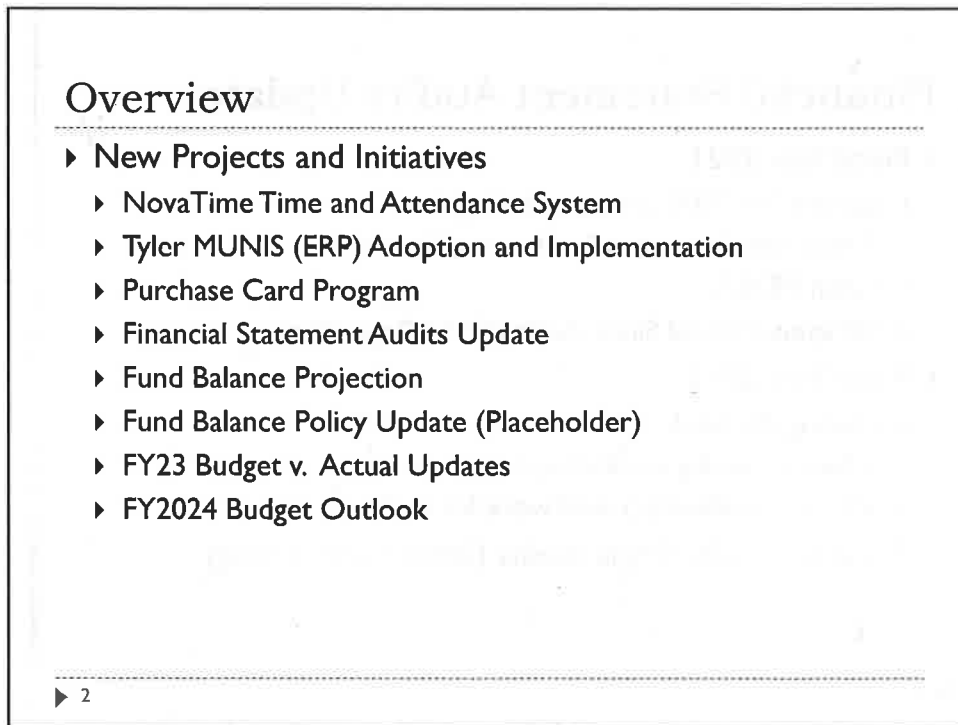 Overview
New Projects and Initiatives
NovaTime Time and Attendance System
Tyler MUNIS (ERP) Adoption and Implementation
Purchase Card Program
Financial Statement Audits Update
Fund Balance Projection
Fund Balance Policy Update (Placeholder)
FY23 Budget v. Actual Updates
FY2024 Budget Outlook
2